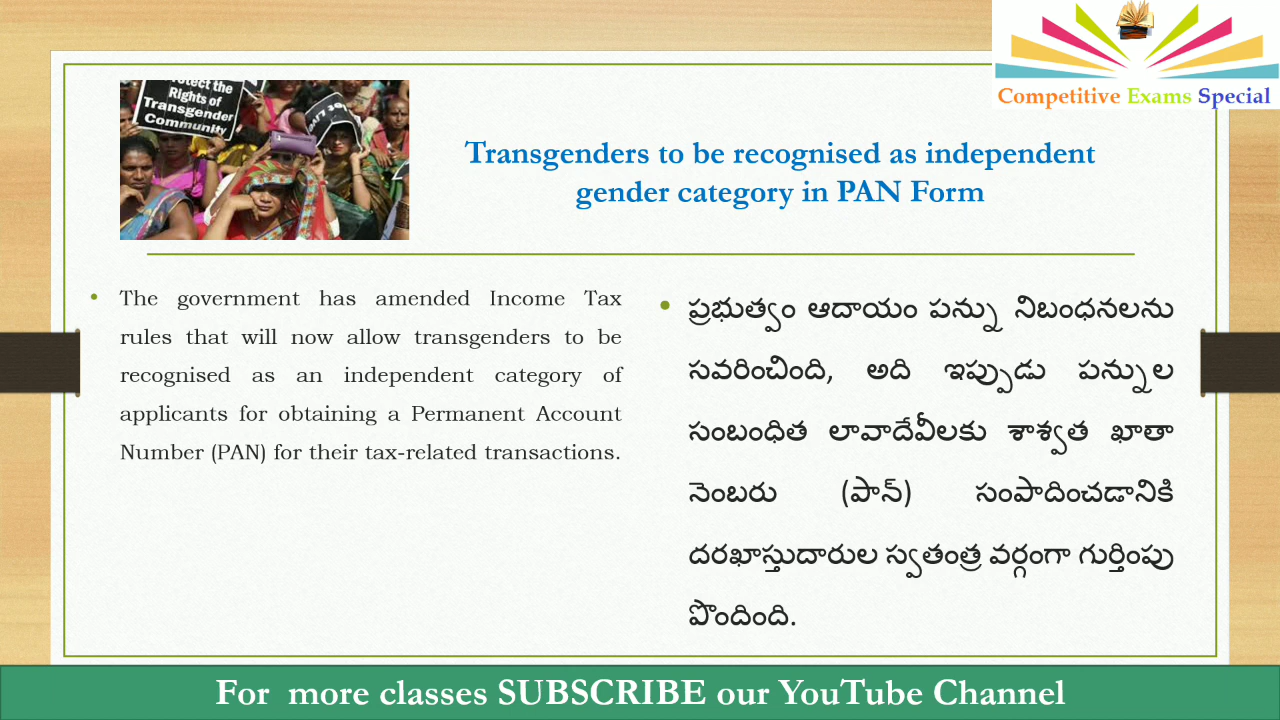 Competitive Exams Special
Protect the
Rights of
Transgender
Community
Transgenders to be recognised as independent
gender category in PAN Form
• The government has amended Income Tax
rules that will now allow transgenders to be
recognised as an independent category of
applicants for obtaining a Permanent Account
Number (PAN) for their tax-related transactions.
• ప్రభుత్వం ఆదాయం పన్ను నిబంధనలను
సవరించింది, అది ఇప్పుడు పన్నుల
సంబంధిత లావాదేవీలకు శాశ్వత ఖాతా
నెంబరు (పాన్) సంపాదించడానికి
దరఖాస్తుదారుల స్వతంత్ర వర్గంగా గుర్తింపు
పొందింది.
For more classes SUBSCRIBE our YouTube Channel